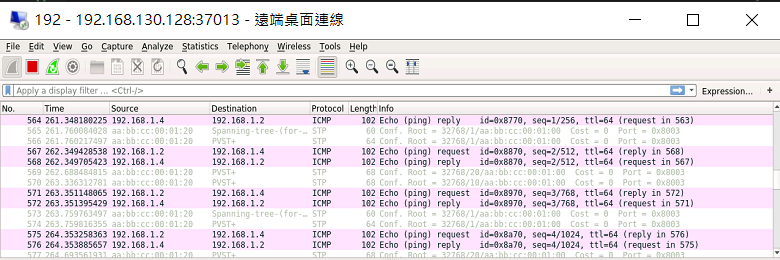 192 - 192.168.130.128:37013 - 遠端桌面連線
File Edit View Go Capture Analyze Statistics Telephony Wireless Tools Help
Apply a display filter ... <Ctrl-/> Expression... +
No. Time Source Destination Protocol Length Info
564 261.348180225 192.168.1.4 192.168.1.2 ICMP 102 Echo (ping) reply id=0x8770, seq=1/256, ttl=64 (request in 563)
565 261.760084028 aa:bb:cc:00:01:20 Spanning-tree-(for-… STP 60 Conf. Root = 32768/1/aa:bb:cc:00:01:00 Cost = 0 Port = 0x8003
566 261.760217497 aa:bb:cc:00:01:20 PVST+ STP 64 Conf. Root = 32768/1/aa:bb:cc:00:01:00 Cost = 0 Port = 0x8003
567 262.349428538 192.168.1.2 192.168.1.4 ICMP 102 Echo (ping) request id=0x8870, seq=2/512, ttl=64 (reply in 568)
568 262.349705423 192.168.1.4 192.168.1.2 ICMP 102 Echo (ping) reply id=0x8870, seq=2/512, ttl=64 (request in 567)
569 262.688484815 aa:bb:cc:00:01:20 PVST+ STP 68 Conf. Root = 32768/20/aa:bb:cc:00:01:00 Cost = 0 Port = 0x8003
570 263.336312781 aa:bb:cc:00:01:20 PVST+ STP 68 Conf. Root = 32768/10/aa:bb:cc:00:01:00 Cost = 0 Port = 0x8003
571 263.351148065 192.168.1.2 192.168.1.4 ICMP 102 Echo (ping) request id=0x8970, seq=3/768, ttl=64 (reply in 572)
572 263.351395429 192.168.1.4 192.168.1.2 ICMP 102 Echo (ping) reply id=0x8970, seq=3/768, ttl=64 (request in 571)
573 263.759763497 aa:bb:cc:00:01:20 Spanning-tree-(for-… STP 60 Conf. Root = 32768/1/aa:bb:cc:00:01:00 Cost = 0 Port = 0x8003
574 263.759816355 aa:bb:cc:00:01:20 PVST+ STP 64 Conf. Root = 32768/1/aa:bb:cc:00:01:00 Cost = 0 Port = 0x8003
575 264.353258363 192.168.1.2 192.168.1.4 ICMP 102 Echo (ping) request id=0x8a70, seq=4/1024, ttl=64 (reply in 576)
576 264.353885657 192.168.1.4 192.168.1.2 ICMP 102 Echo (ping) reply id=0x8a70, seq=4/1024, ttl=64 (request in 575)
577 264.693561931 aa:bb:cc:00:01:20 PVST+ STP 68 Conf. Root = 32768/20/aa:bb:cc:00:01:00 Cost = 0 Port = 0x8003